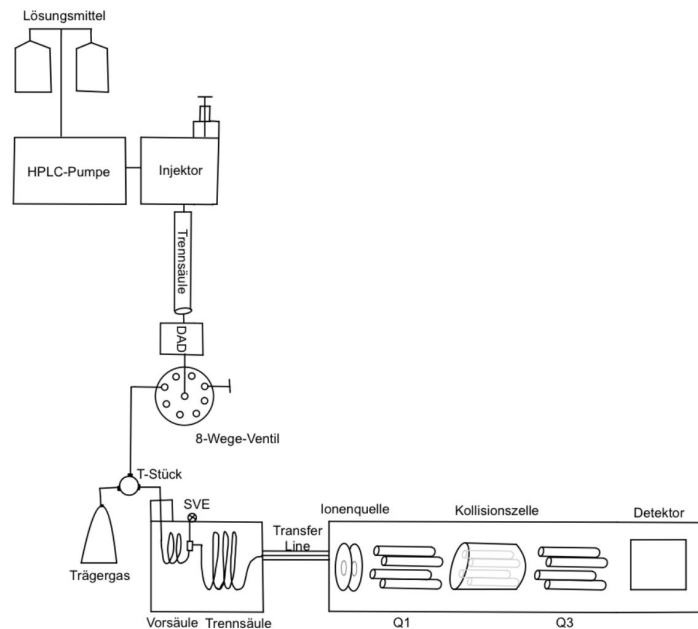 Lösungsmittel
HPLC-Pumpe
Injektor
Trennsäule
DAD
8-Wege-Ventil
T-Stück
SVE
Trägergas
Vorsäule
Trennsäule
Transfer
Line
Ionenquelle
Kollisionszelle
Detektor
Q1
Q3